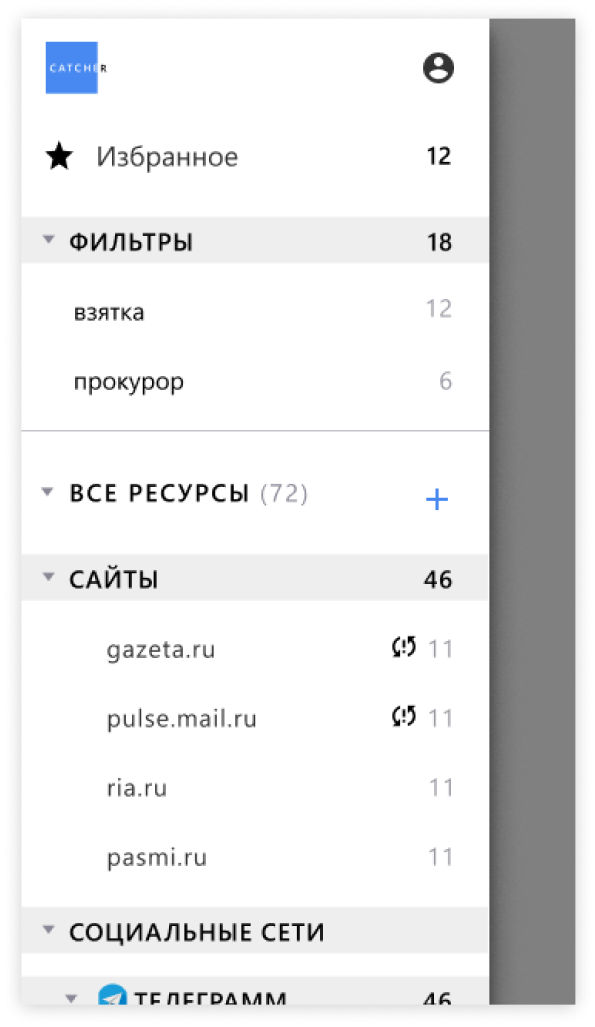 CATCHER
Избранное 12
ФИЛЬТРЫ 18
взятка 12
прокурор 6
ВСЕ РЕСУРСЫ (72) +
САЙТЫ 46
gazeta.ru 11
pulse.mail.ru 11
ria.ru 11
pasmi.ru 11
СОЦИАЛЬНЫЕ СЕТИ
ТЕЛЕГРАММ 46